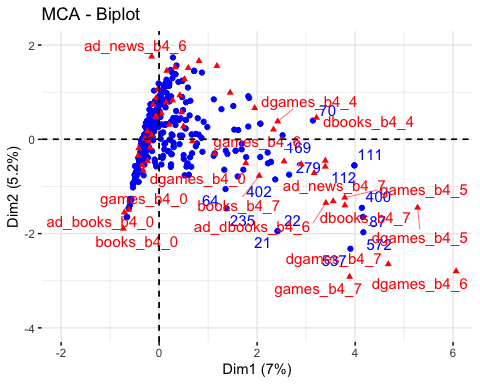 MCA - Biplot
ad_news_b4_6
dgames_b4_4
70
dbooks_b4_4
games_b4_6
169
111
279
dgames_b4_0
ad_news_b4_7
112
games_b4_5
402
400
games_b4_0
64
books_b4_7
dbooks_b4_7
587
ad_books_b4_0
235
22
ad_dbooks_b4_6
books_b4_0
21
572
dgames_b4_5
537
dgames_b4_7
dgames_b4_6
games_b4_7
2
0
-2
-4
-2
0
2
4
6
Dim1 (7%)
Dim2 (5.2%)